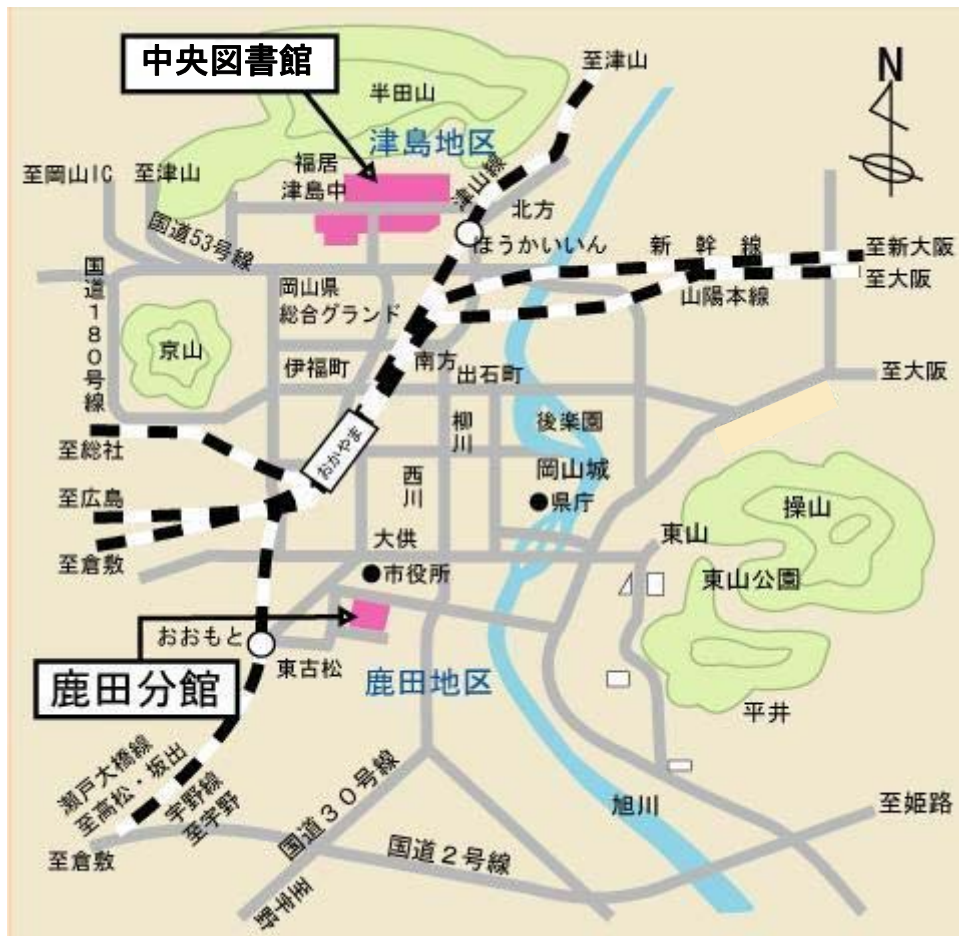 中央図書館
至津山
N
半田山
津島地区
至岡山IC
至津山
福居
津島中
津山線
北方
国道53号線
ほうかいいん
新幹線
至新大阪
国道180号線
岡山県
総合グランド
山陽本線
至大阪
京山
伊福町
南方
出石町
至大阪
おかやま
柳川
後楽園
至総社
西川
岡山城
至広島
県庁
操山
大供
東山
至倉敷
市役所
東山公園
おおもと
東古松
鹿田分館
鹿田地区
平井
瀬戸大橋線
至高松・坂出
宇野線
至宇野
国道30号線
旭川
至姫路
至倉敷
国道2号線
至宇野